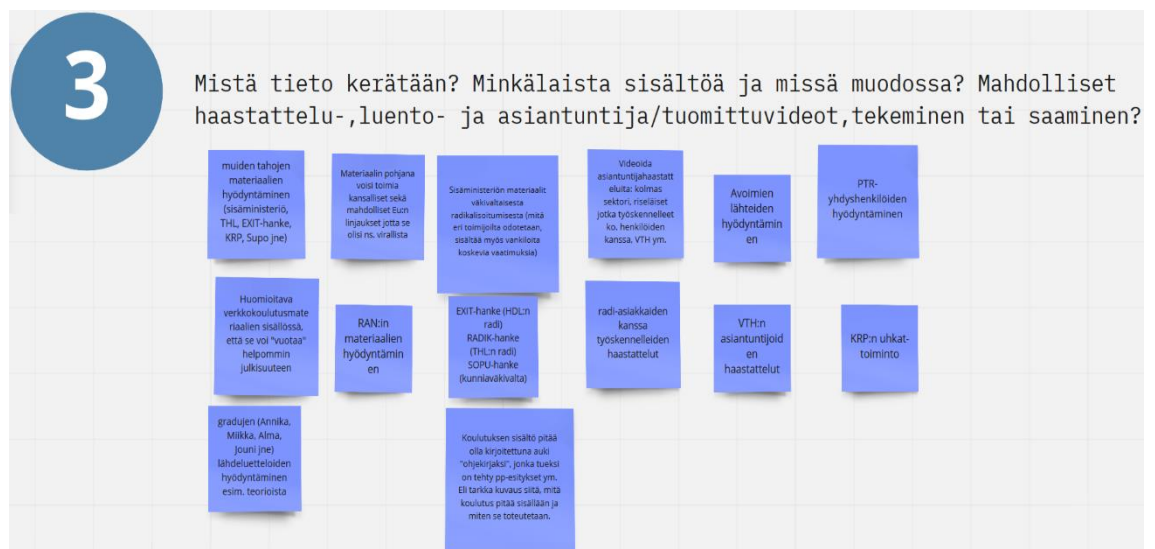 3
Mistä tieto kerätään? Minkälaista sisältöä ja missä muodossa? Mahdolliset
haastattelu-,luento- ja asiantuntija/tuomittuvideot,tekeminen tai saaminen?
muiden tahojen
materiaalien
hyödyntäminen
(sisäministeriö,
THL, EXIT-hanke,
KRP, Supo jne)
Materiaalin pohjana
voisi toimia
kansalliset sekä
mahdolliset Eu:n
linjaukset jotta se
olisi ns. virallista
Sisäministeriön materiaalit
väkivaltaisesta
radikalisoitumisesta (mitä
eri toimijoilta odotetaan,
sisältää myös vankiloita
koskevia vaatimuksia)
Videoida
asiantuntijahaastatt
eluita: kolmas
sektori, riseläiset
jotka työskennelleet
ko. henkilöiden
kanssa, VTH ym.
Avoimien
lähteiden
hyödyntämin
en
PTR-
yhdyshenkilöiden
hyödyntäminen
Huomioitava
verkkokoulutusmate
riaalien sisällössä,
että se voi "vuotaa"
helpommin
julkisuuteen
RAN:in
materiaalien
hyödyntämin
en
EXIT-hanke (HDL:n
radi)
RADIK-hanke
(THL:n radi)
SOPU-hanke
(kunniaväkivalta)
radi-asiakkaiden
kanssa
työskennelleiden
haastattelut
VTH:n
asiantuntijoid
en
haastattelut
KRP:n uhkat-
toiminto
gradujen (Annika,
Miikka, Alma,
Jouni jne)
lähdeluetteloiden
hyödyntäminen
esim. teorioista
Koulutuksen sisältö pitää
olla kirjoitettuna auki
"ohjekirjaksi", jonka tueksi
on tehty pp-esitykset ym.
Eli tarkka kuvaus siitä, mitä
koulutus pitää sisällään ja
miten se toteutetaan.